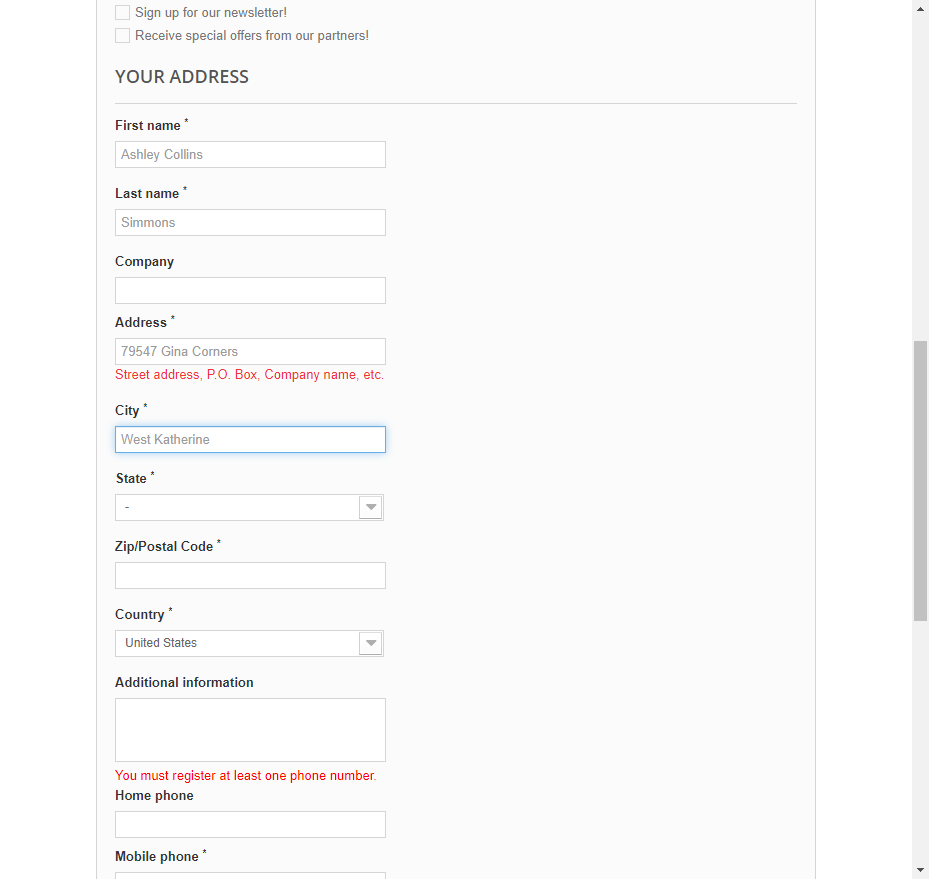 Sign up for our newsletter!
Receive special offers from our partners!
YOUR ADDRESS
First name *
Ashley Collins
Last name *
Simmons
Company
Address *
79547 Gina Corners
Street address, P.O. Box, Company name, etc.
City *
West Katherine
State *
-
Zip/Postal Code *
Country *
United States
Additional information
You must register at least one phone number.
Home phone
Mobile phone *